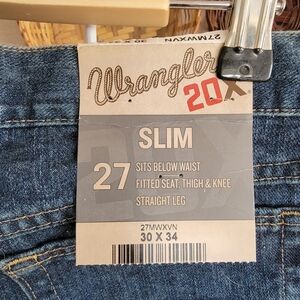 27MWXVN
Wrangler
20X
SLIM
27
SITS BELOW WAIST
FITTED SEAT, THIGH & KNEE
STRAIGHT LEG
27MWXVN
30 X 34